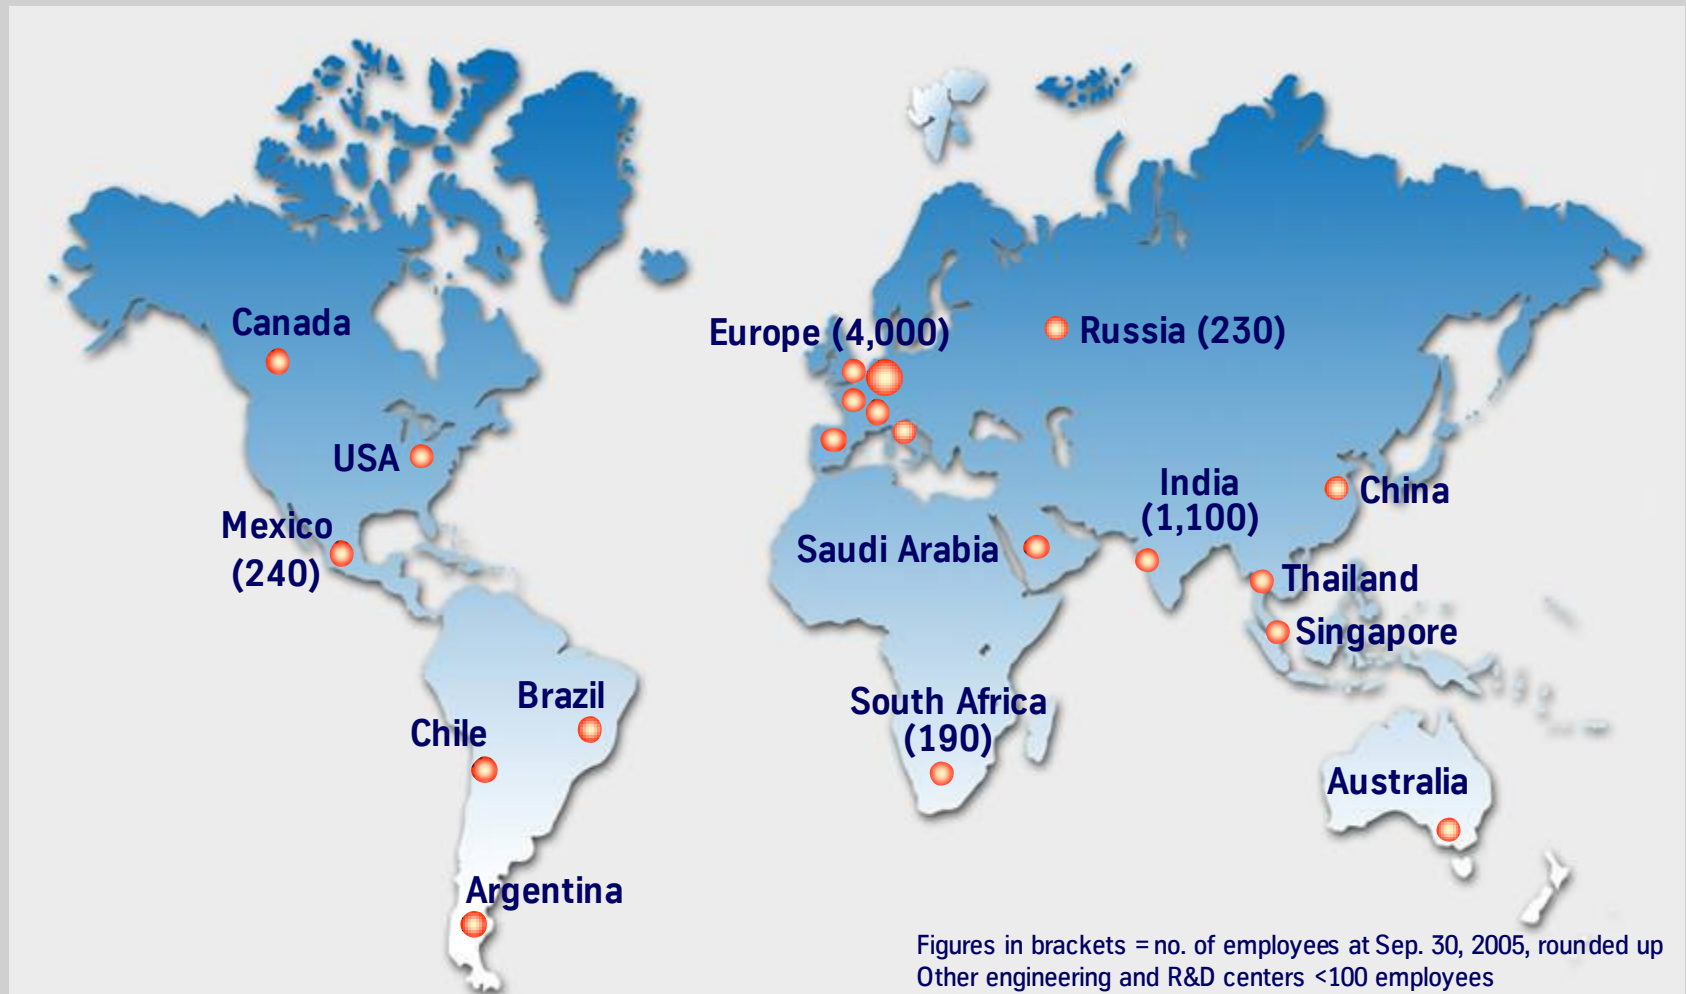 Canada
Europe (4,000)
Russia (230)
USA
India
(1,100)
China
Mexico
(240)
Saudi Arabia
Thailand
Singapore
Brazil
Chile
South Africa
(190)
Australia
Argentina
Figures in brackets = no. of employees at Sep. 30, 2005, rounded up
Other engineering and R&D centers <100 employees